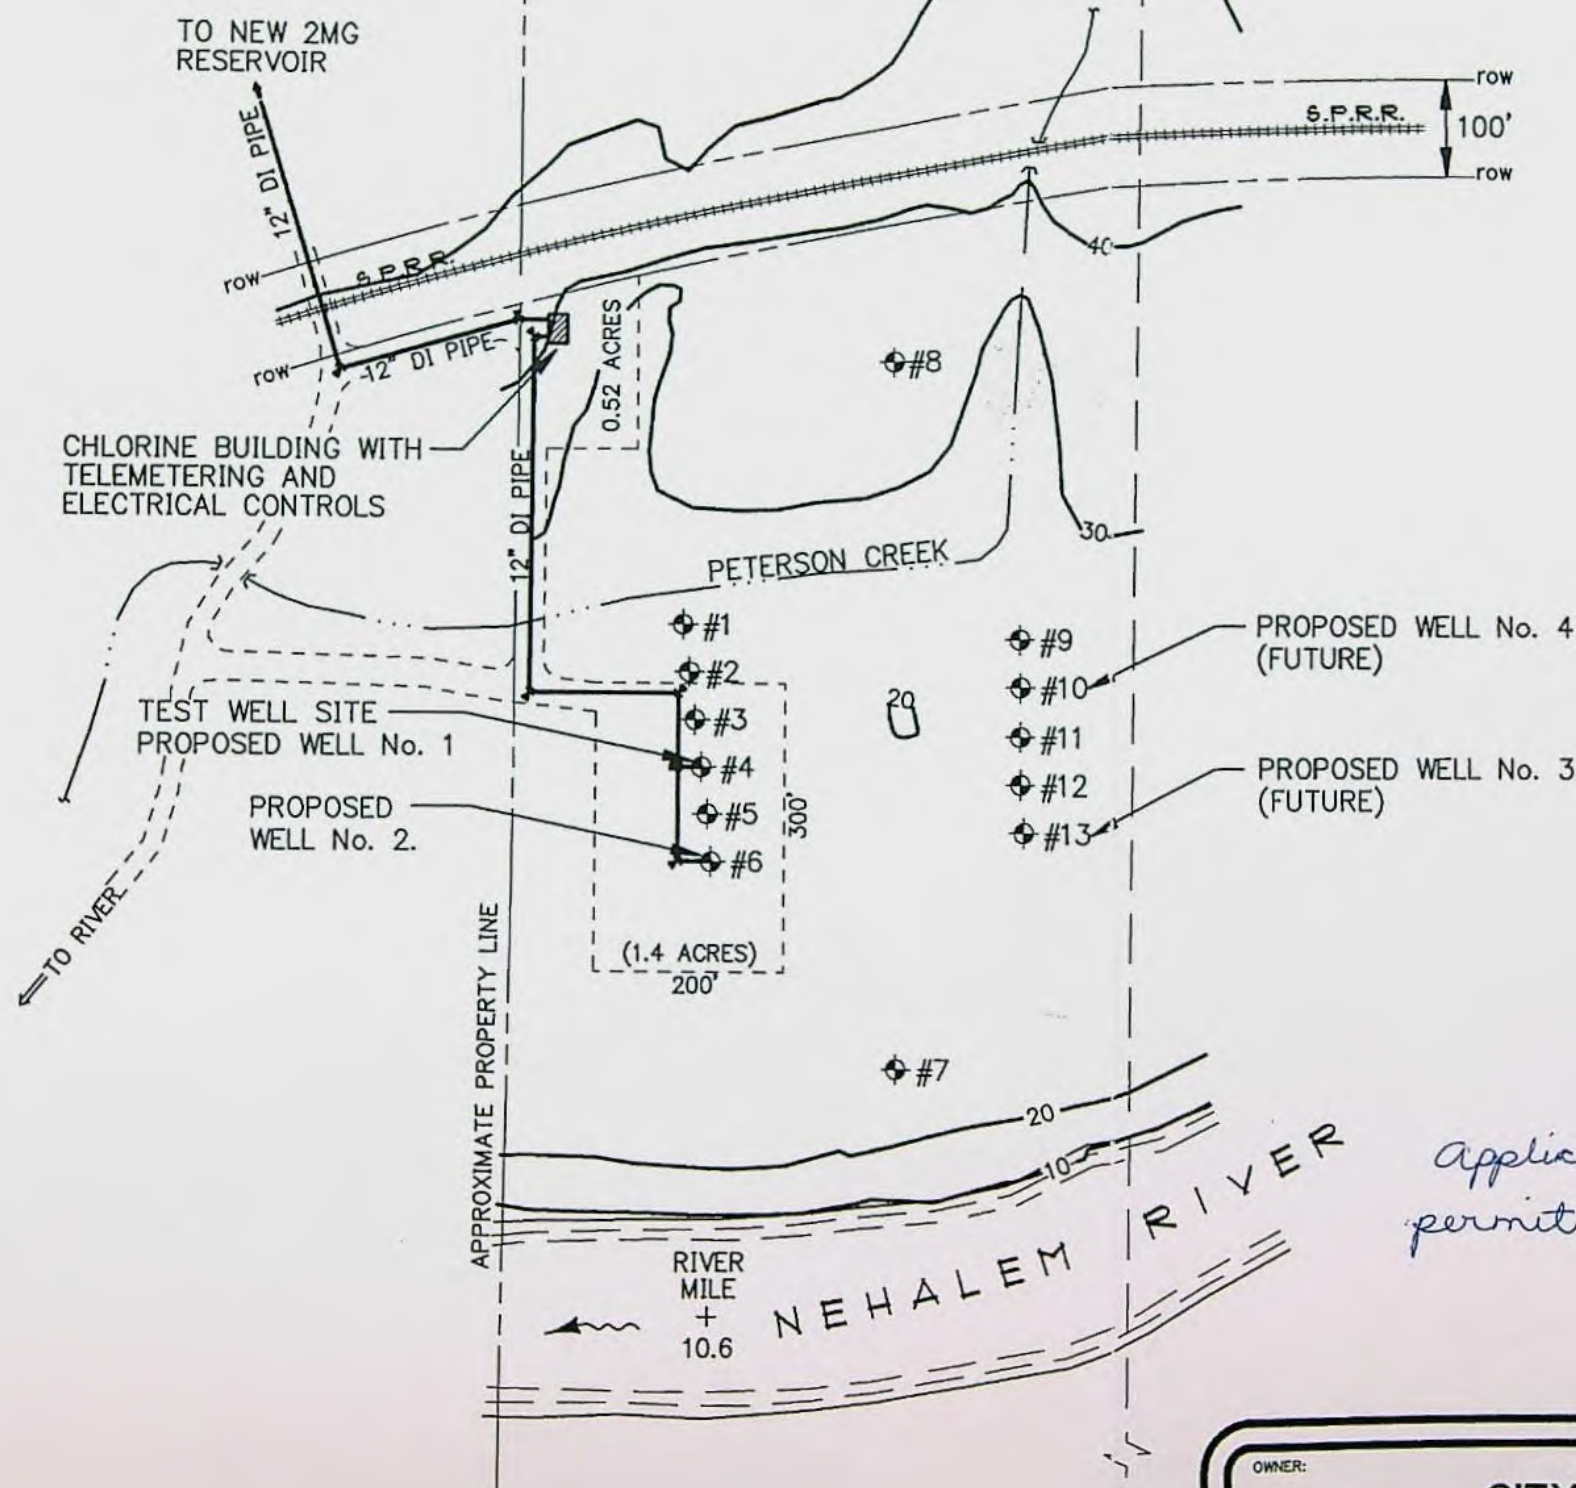 TO NEW 2MG
RESERVOIR
12" DI PIPE
row
S.P.R.R.
100'
row
row
S.P.R.R.
row
12" DI PIPE
0.52 ACRES
40
#8
CHLORINE BUILDING WITH
TELEMETERING AND
ELECTRICAL CONTROLS
12" DI PIPE
30
PETERSON CREEK
#1
#2
#3
#4
#5
#6
#9
#10
#11
#12
#13
PROPOSED WELL No. 4
(FUTURE)
20
TEST WELL SITE
PROPOSED WELL No. 1
PROPOSED WELL No. 3
(FUTURE)
PROPOSED
WELL No. 2.
300'
TO RIVER
(1.4 ACRES)
200'
APPROXIMATE PROPERTY LINE
#7
20
10
RIVER
MILE
+
10.6
NEHALEM RIVER
permit
OWNER: